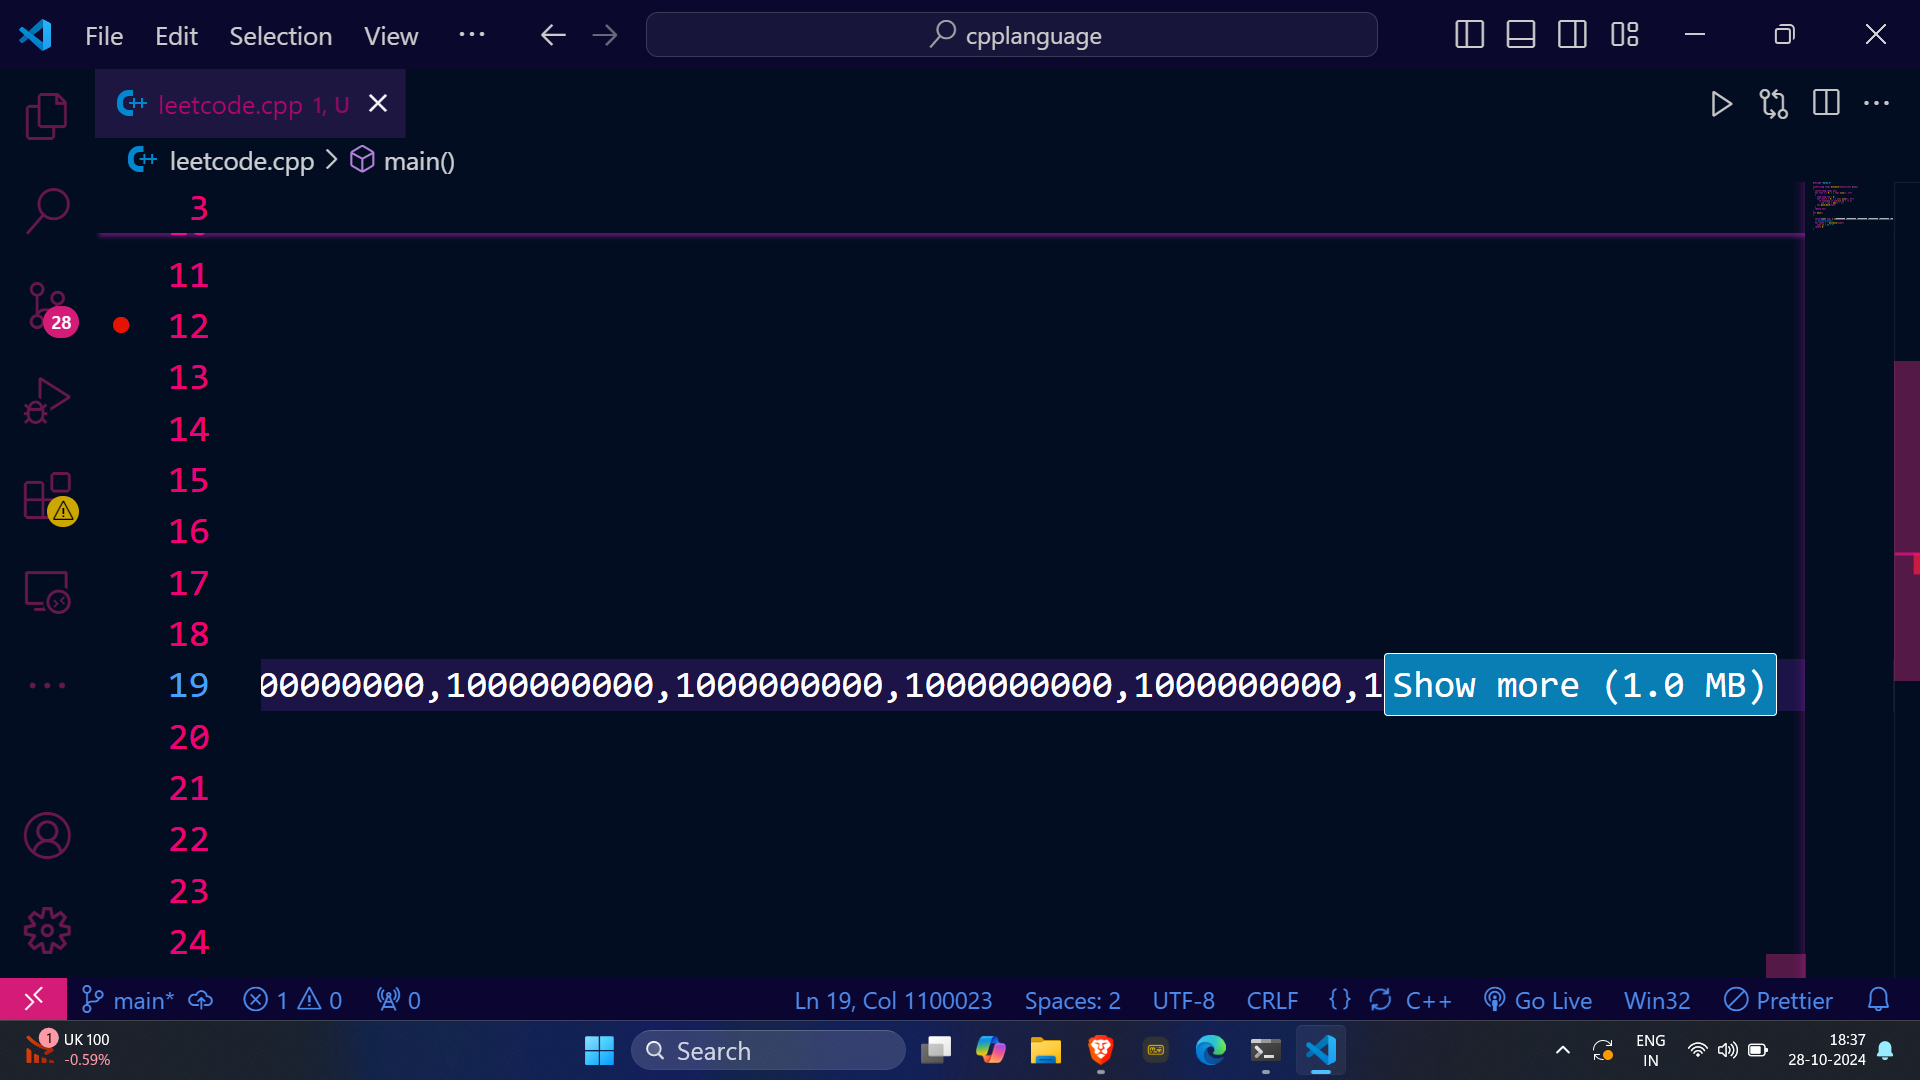 File Edit Selection View ··· cpplanguage
leetcode.cpp 1, U
leetcode.cpp > main()
3
11
12
28
13
14
15
16
17
18
19 00000000,1000000000,1000000000,1000000000,1000000000,1 Show more (1.0 MB)
20
21
22
23
24
main* 1 0 0 Ln 19, Col 1100023 Spaces: 2 UTF-8 CRLF {} C++ Go Live Win32 Prettier
1 UK 100
-0.59%
Search
ENG
IN
18:37
28-10-2024